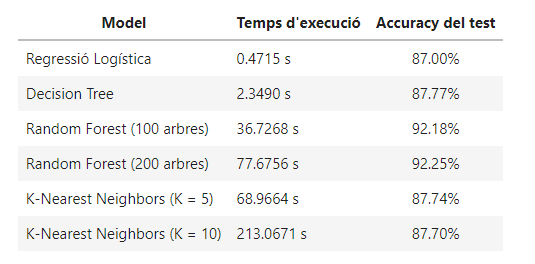 Model Temps d'execució Accuracy del test
Regressió Logística 0.4715 s 87.00%
Decision Tree 2.3490 s 87.77%
Random Forest (100 arbres) 36.7268 s 92.18%
Random Forest (200 arbres) 77.6756 s 92.25%
K-Nearest Neighbors (K = 5) 68.9664 s 87.74%
K-Nearest Neighbors (K = 10) 213.0671 s 87.70%